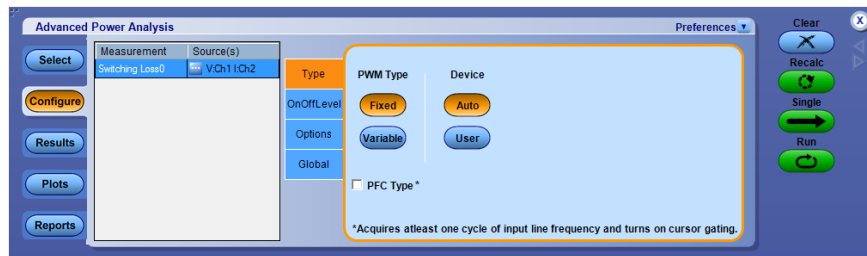 Advanced Power Analysis
Preferences
Clear
Select
Measurement Source(s)
Switching Loss0 V:Ch1 I:Ch2
Type
PWM Type Device
Recalc
Configure
OnOffLevel
Fixed Auto
Single
Results
Options
Variable User
Run
Global
Plots
PFC Type*
Reports
*Acquires atleast one cycle of input line frequency and turns on cursor gating.